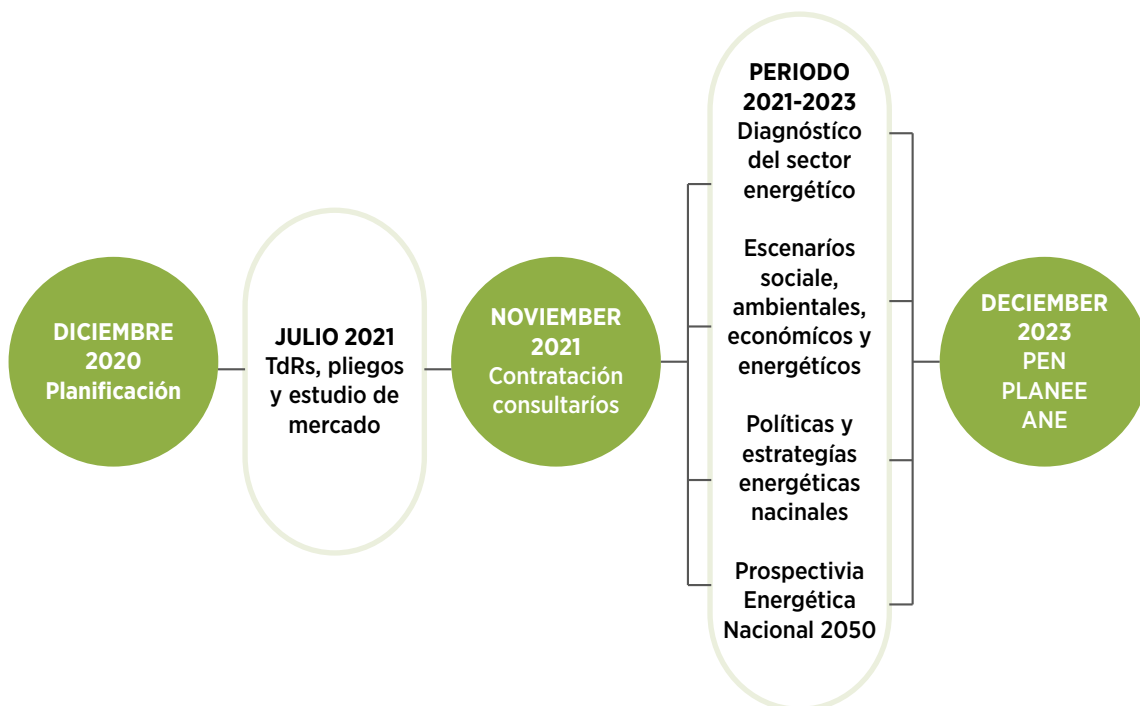 DICIEMBRE
2020
Planificación
JULIO 2021
TdRs, pliegos
y estudio de
mercado
NOVIEMBER
2021
Contratación
consultaríos
PERIODO
2021-2023
Diagnóstíco
del sector
energétíco
Escenaríos
sociale,
ambientales,
económícos y
energéticos
Políticas y
estrategías
energéticas
nacinales
Prospectivia
Energética
Nacional 2050
DECIEMBER
2023
PEN
PLANEE
ANE